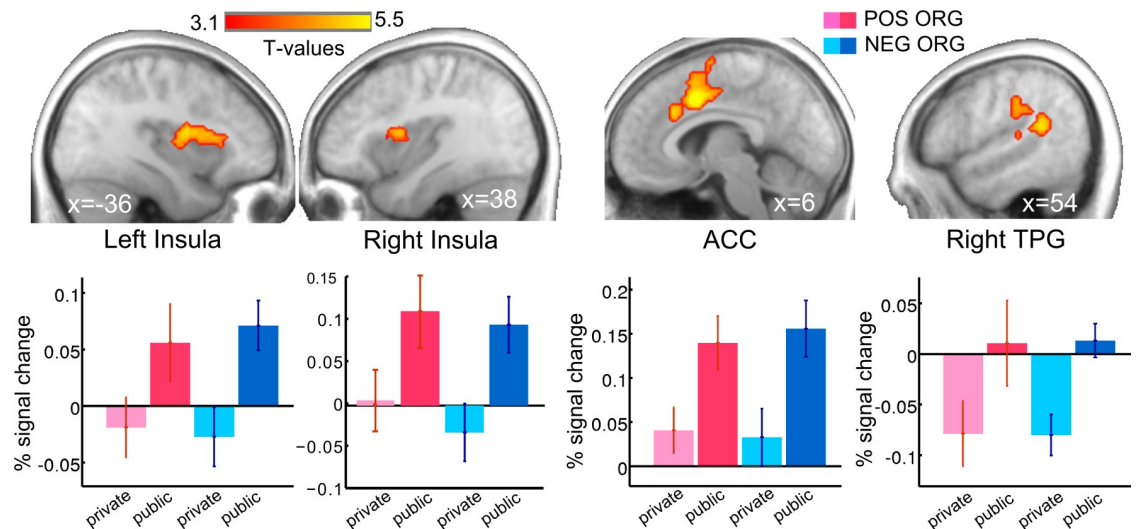 3.1 5.5
T-values
POS ORG
NEG ORG
x=-36
x=38
x=6
x=54
Left Insula
Right Insula
ACC
Right TPG
% signal change
0.1
0.05
0
-0.05
private
public
private
public
% signal change
0.15
0.1
0.05
0
-0.05
-0.1
private
public
private
public
% signal change
0.2
0.15
0.1
0.05
0
private
public
private
public
% signal change
0.05
0
-0.05
-0.1
private
public
private
public